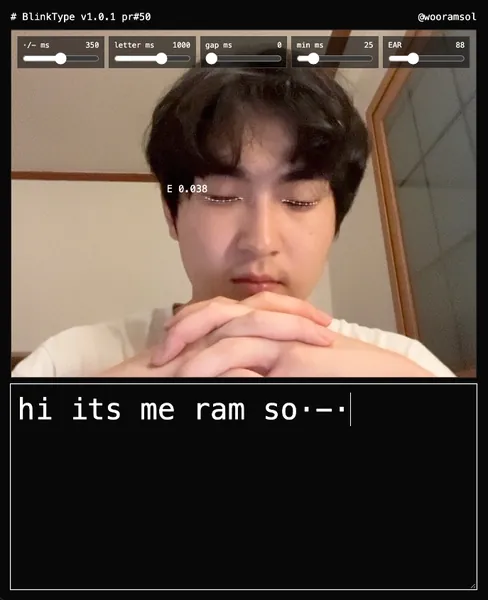 # BlinkType v1.0.1 pr#50 @wooramsol
·/− ms 350 letter ms 1000 gap ms 0 min ms 25 EAR 88
E 0.038
hi its me ram so·−·